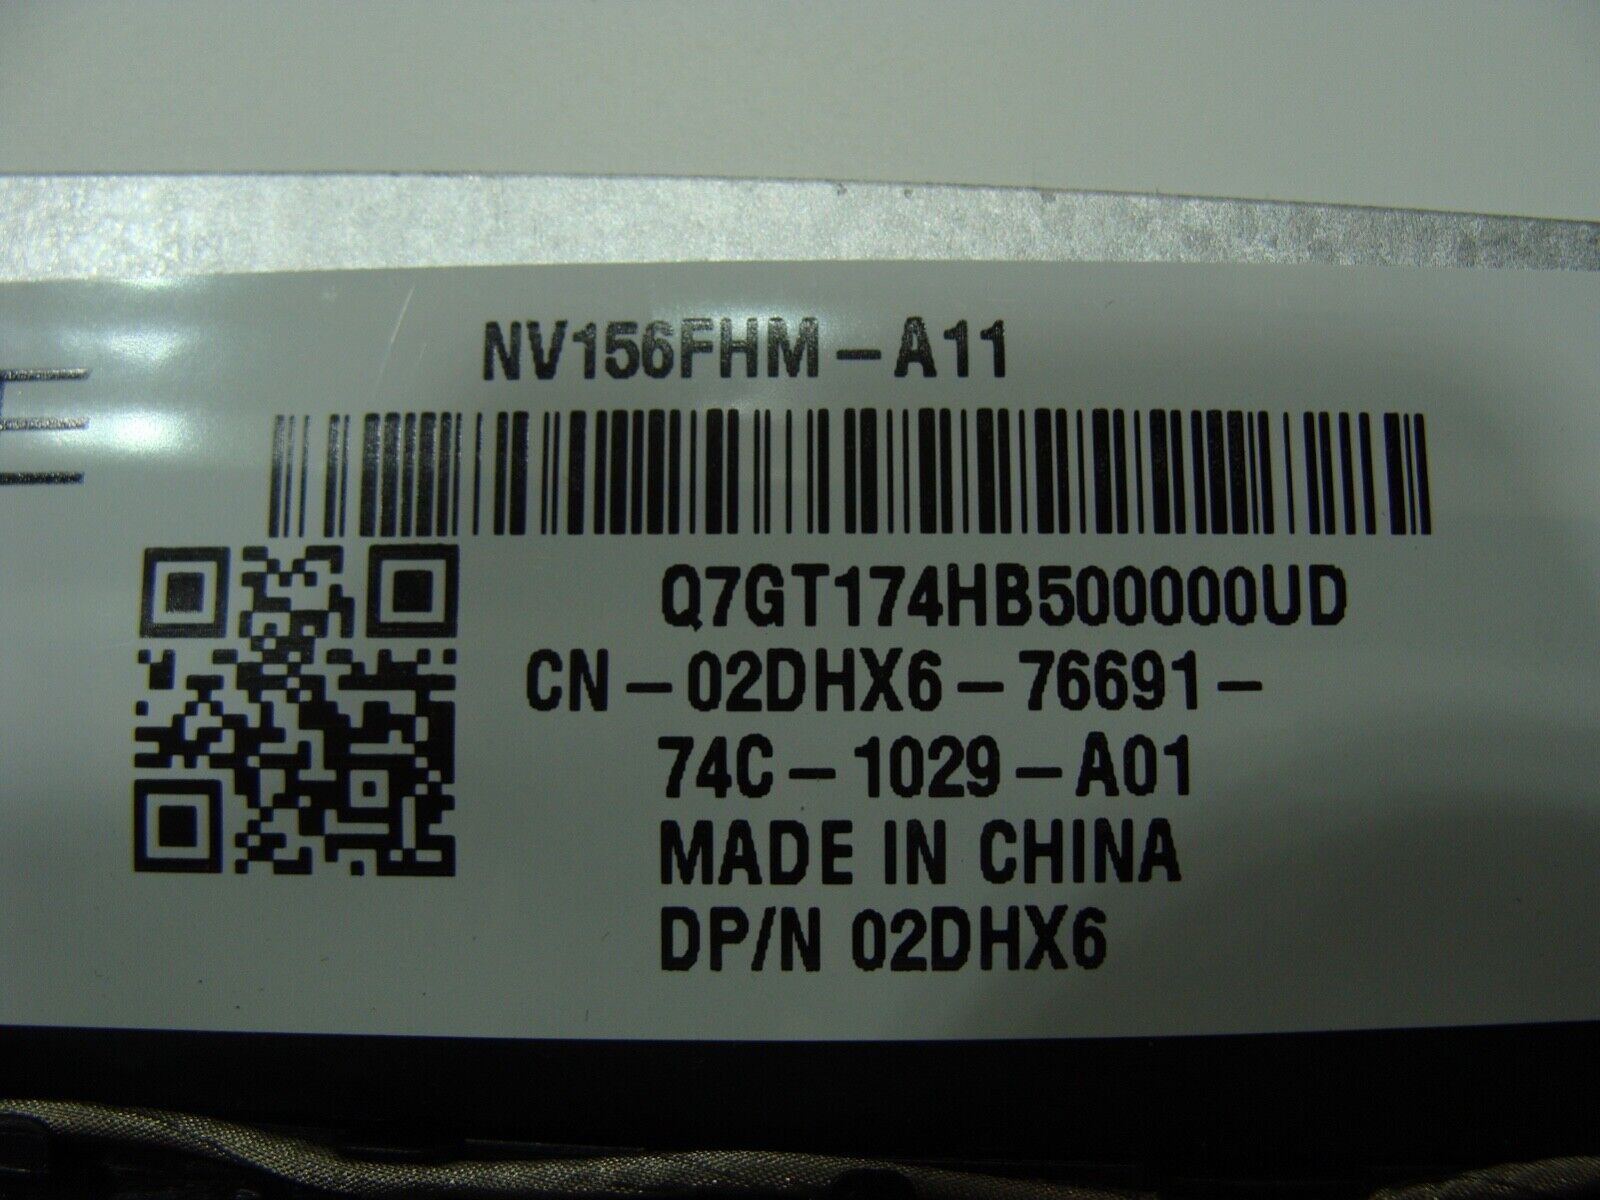 NV156FHM-A11
Q7GT174HB500000UD
CN-02DHX6-76691-
74C-1029-A01
MADE IN CHINA
DP/N 02DHX6